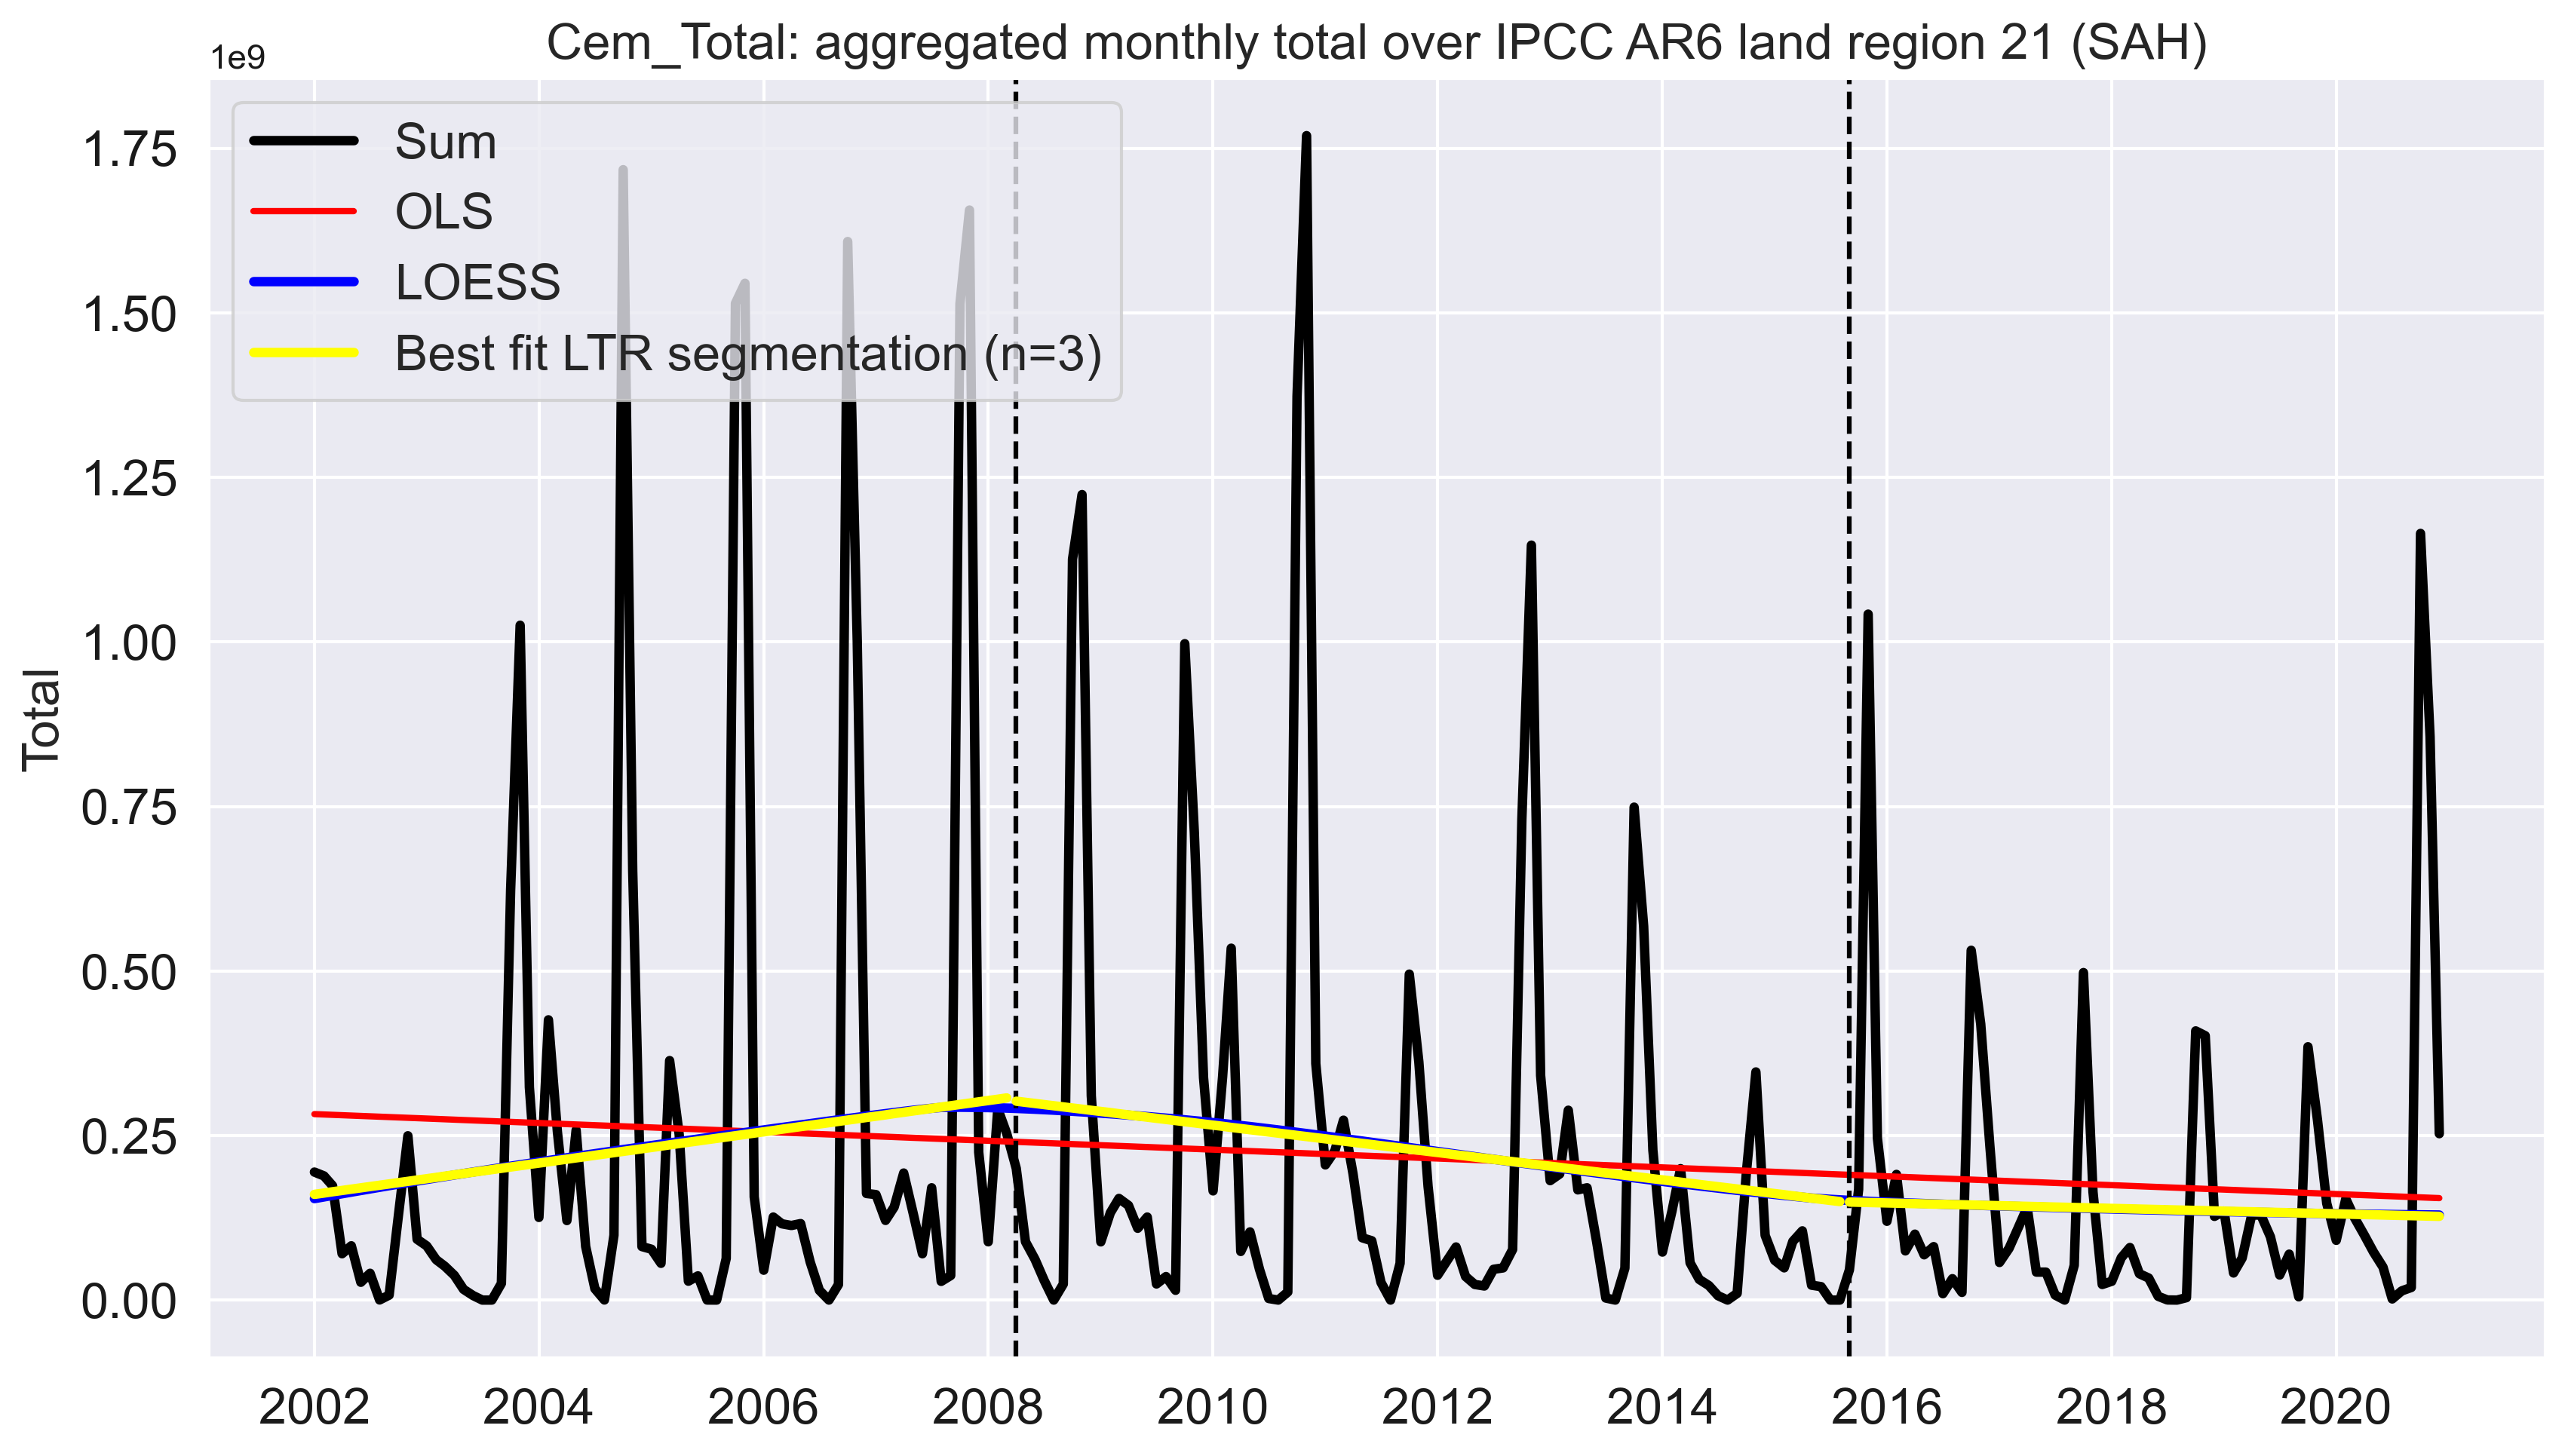 Cem_Total: aggregated monthly total over IPCC AR6 land region 21 (SAH)
1e9
Sum
OLS
LOESS
Best fit LTR segmentation (n=3)
1.75
1.50
1.25
1.00
0.75
0.50
0.25
0.00
Total
2002 2004 2006 2008 2010 2012 2014 2016 2018 2020